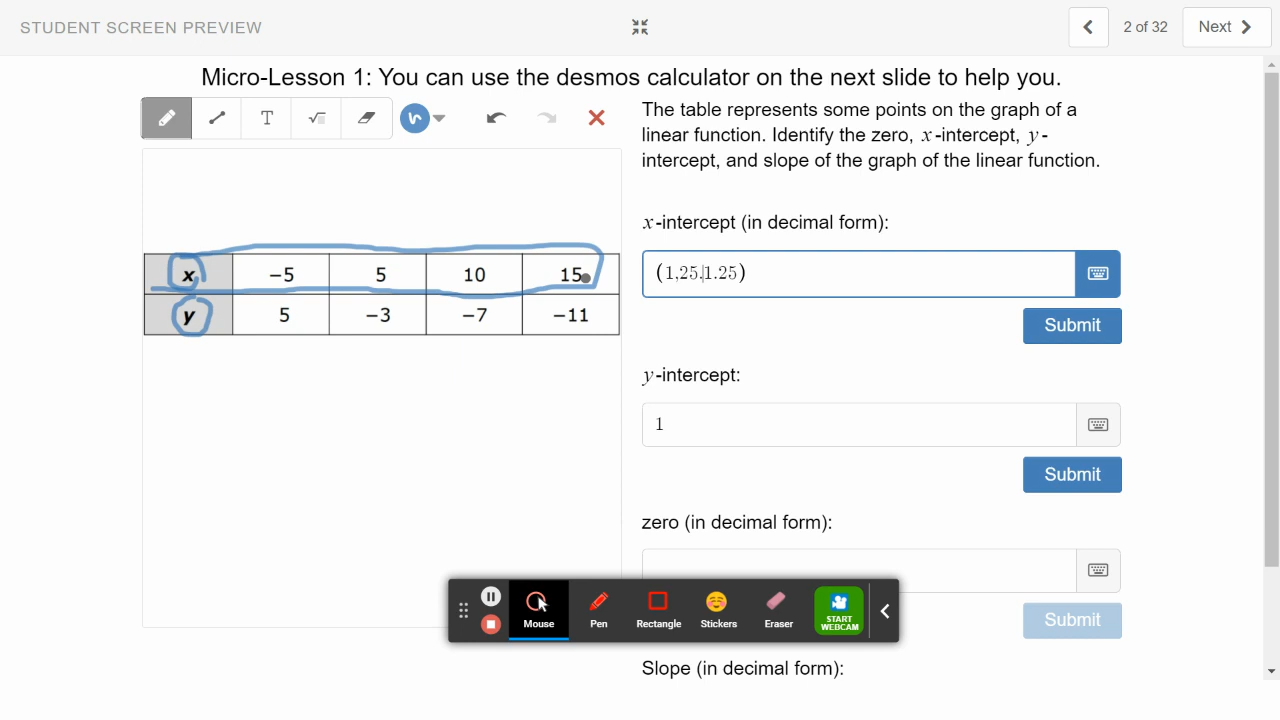 STUDENT SCREEN PREVIEW
2 of 32
Next
Micro-Lesson 1: You can use the desmos calculator on the next slide to help you.
T
The table represents some points on the graph of a
linear function. Identify the zero, x-intercept, y-
intercept, and slope of the graph of the linear function.
x-intercept (in decimal form):
(1,25.1.25)
Submit
x −5 5 10 15
y 5 −3 −7 −11
y-intercept:
1
Submit
zero (in decimal form):
Submit
Mouse Pen Rectangle Stickers Eraser START WEBCAM
Slope (in decimal form):